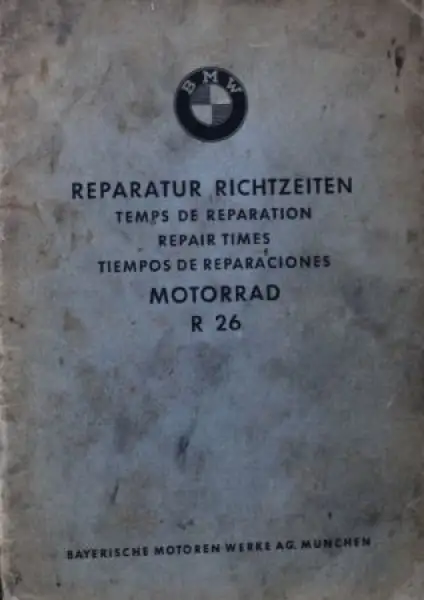 BMW
REPARATUR RICHTZEITEN
TEMPS DE REPARATION
REPAIR TIMES
TIEMPOS DE REPARACIONES
MOTORRAD
R 26
BAYERISCHE MOTOREN WERKE AG. MÜNCHEN